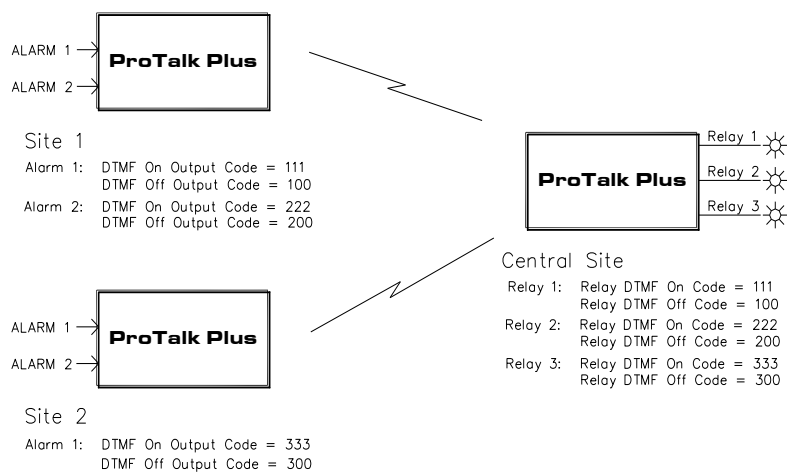 ALARM 1
ALARM 2
ProTalk Plus
Site 1
Alarm 1: DTMF On Output Code = 111
DTMF Off Output Code = 100
Alarm 2: DTMF On Output Code = 222
DTMF Off Output Code = 200
ProTalk Plus
Relay 1
Relay 2
Relay 3
Central Site
Relay 1: Relay DTMF On Code = 111
Relay DTMF Off Code = 100
Relay 2: Relay DTMF On Code = 222
Relay DTMF Off Code = 200
Relay 3: Relay DTMF On Code = 333
Relay DTMF Off Code = 300
ALARM 1
ALARM 2
ProTalk Plus
Site 2
Alarm 1: DTMF On Output Code = 333
DTMF Off Output Code = 300